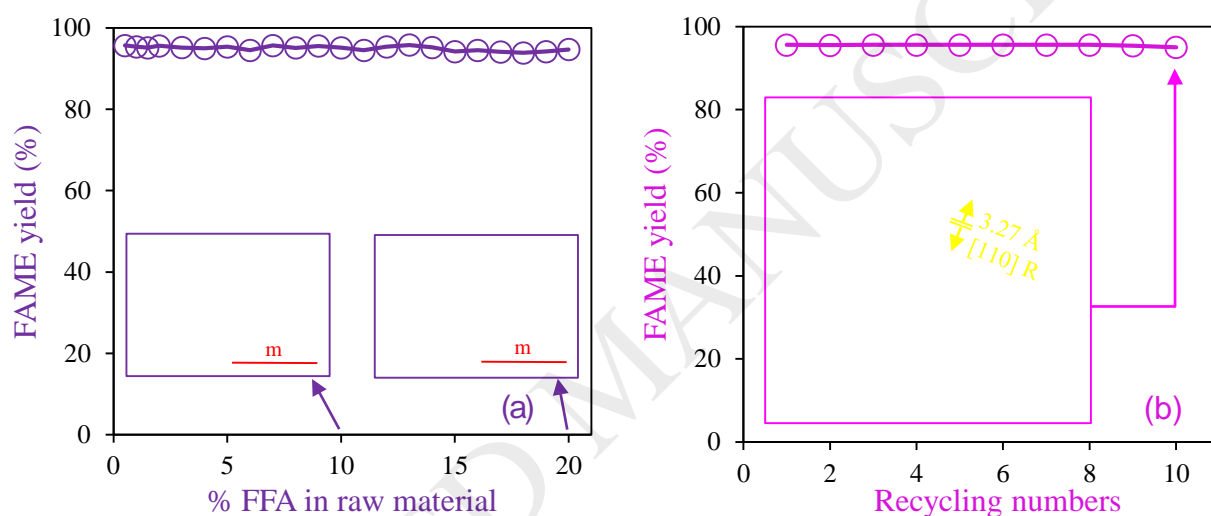 100
80
60
40
20
0
FAME yield (%)
m
m
(a)
0 5 10 15 20
% FFA in raw material
100
80
60
40
20
0
FAME yield (%)
3.27 Å
[110] R
(b)
0 2 4 6 8 10
Recycling numbers
D MANUSC